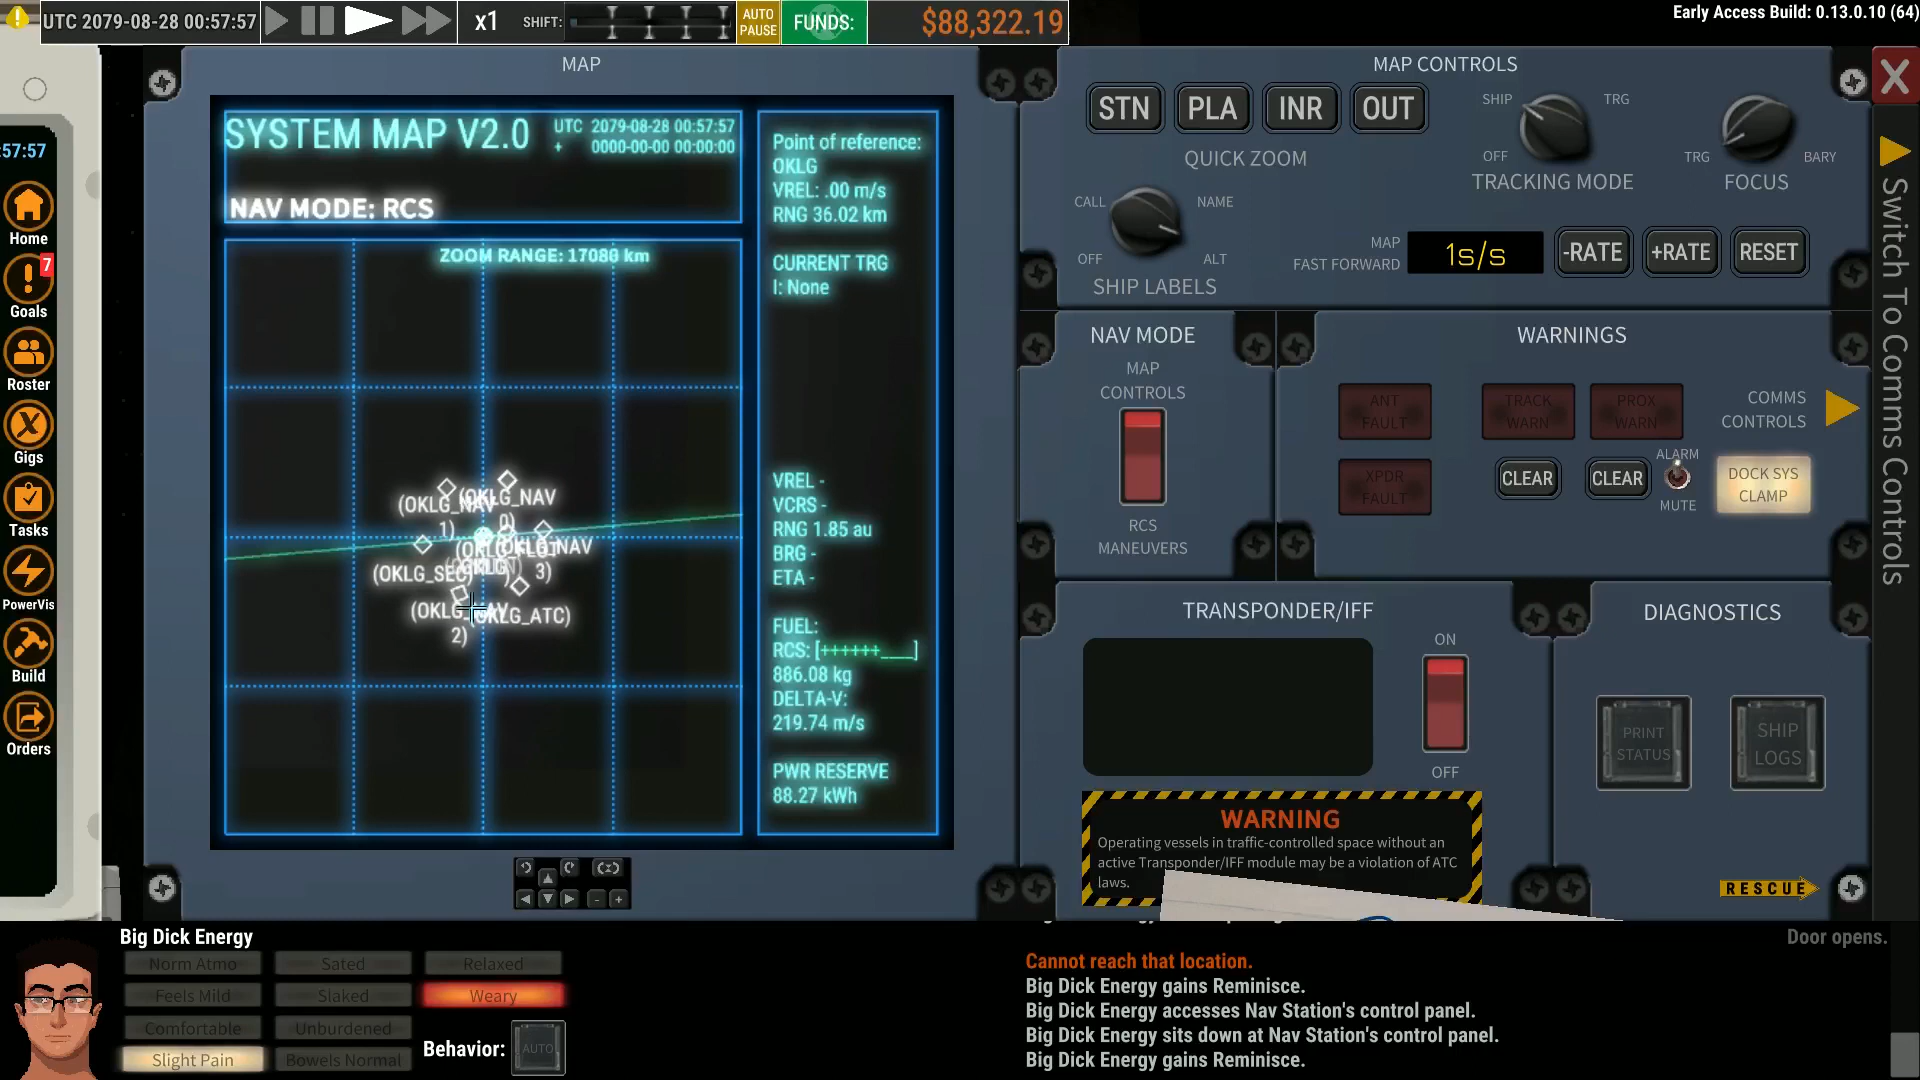 UTC 2079-08-28 00:57:57
x1
SHIFT:
AUTO
PAUSE
FUNDS:
$88,322.19
Early Access Build: 0.13.0.10 (64)
:57:57
Home
7
Goals
Roster
Gigs
Tasks
PowerVis
Build
Orders
MAP
SYSTEM MAP V2.0
UTC 2079-08-28 00:57:57
+ 0000-00-00 00:00:00
NAV MODE: RCS
ZOOM RANGE: 17080 km
(OKLG_NAV
1)
(OKLG_NAV
0)
(OKLG_SEC)
3)
2)
(OKLG_ATC)
Point of reference:
OKLG
VREL: .00 m/s
RNG 36.02 km
CURRENT TRG
I: None
VREL -
VCRS -
RNG 1.85 au
BRG -
ETA -
FUEL:
RCS: [++++++____]
886.08 kg
DELTA-V:
219.74 m/s
PWR RESERVE
88.27 kWh
MAP CONTROLS
STN
PLA
INR
OUT
QUICK ZOOM
SHIP
TRG
OFF
TRACKING MODE
TRG
BARY
FOCUS
CALL
NAME
OFF
ALT
SHIP LABELS
MAP
FAST FORWARD
1s/s
-RATE
+RATE
RESET
X
Switch To Comms Controls
NAV MODE
MAP
CONTROLS
RCS
MANEUVERS
WARNINGS
ANT
FAULT
TRACK
WARN
PROX
WARN
COMMS
CONTROLS
XPDR
FAULT
CLEAR
CLEAR
ALARM
MUTE
DOCK SYS
CLAMP
TRANSPONDER/IFF
ON
OFF
WARNING
Operating vessels in traffic-controlled space without an
active Transponder/IFF module may be a violation of ATC
laws.
DIAGNOSTICS
PRINT
STATUS
SHIP
LOGS
RESCUE
- +
Big Dick Energy
Norm Atmo
Sated
Relaxed
Feels Mild
Slaked
Weary
Comfortable
Unburdened
Slight Pain
Bowels Normal
Behavior:
AUTO
Cannot reach that location.
Big Dick Energy gains Reminisce.
Big Dick Energy accesses Nav Station's control panel.
Big Dick Energy sits down at Nav Station's control panel.
Big Dick Energy gains Reminisce.
Door opens.